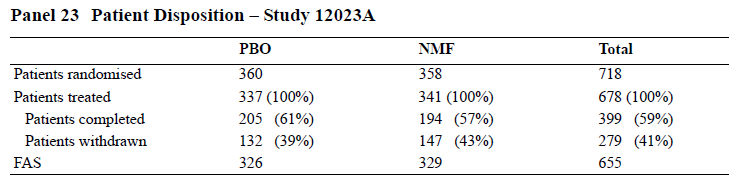 Panel 23 Patient Disposition – Study 12023A
PBO NMF Total
Patients randomised 360 358 718
Patients treated 337 (100%) 341 (100%) 678 (100%)
Patients completed 205 (61%) 194 (57%) 399 (59%)
Patients withdrawn 132 (39%) 147 (43%) 279 (41%)
FAS 326 329 655